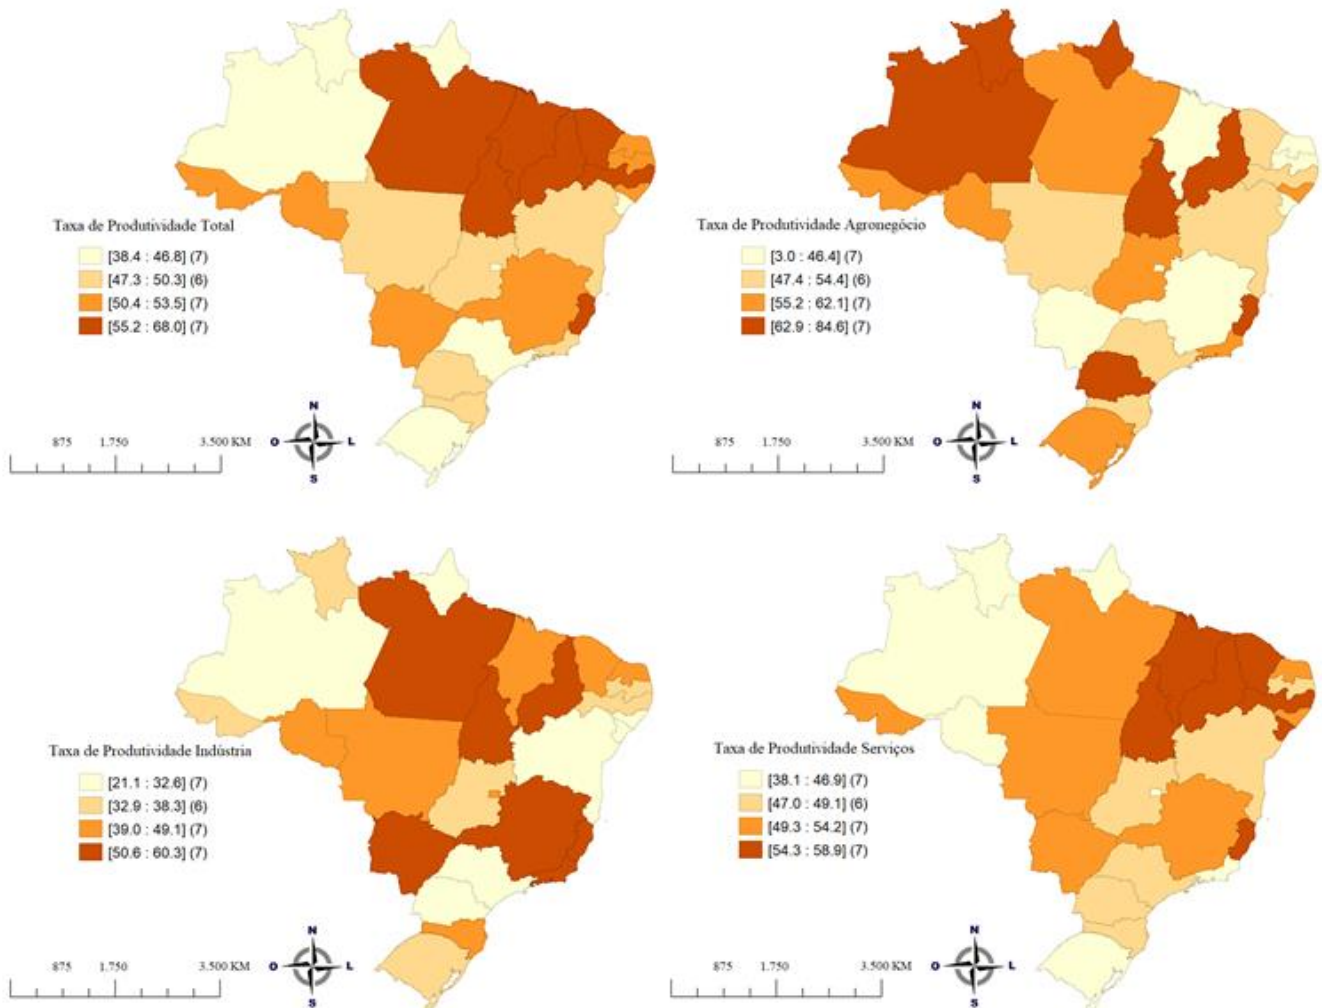 Taxa de Produtividade Total
[38.4 : 46.8] (7)
[47.3 : 50.3] (6)
[50.4 : 53.5] (7)
[55.2 : 68.0] (7)
N
O
L
S
875 1.750 3.500 KM
Taxa de Produtividade Agronegócio
[3.0 : 46.4] (7)
[47.4 : 54.4] (6)
[55.2 : 62.1] (7)
[62.9 : 84.6] (7)
N
O
L
S
875 1.750 3.500 KM
Taxa de Produtividade Indústria
[21.1 : 32.6] (7)
[32.9 : 38.3] (6)
[39.0 : 49.1] (7)
[50.6 : 60.3] (7)
N
O
L
S
875 1.750 3.500 KM
Taxa de Produtividade Serviços
[38.1 : 46.9] (7)
[47.0 : 49.1] (6)
[49.3 : 54.2] (7)
[54.3 : 58.9] (7)
N
O
L
S
875 1.750 3.500 KM